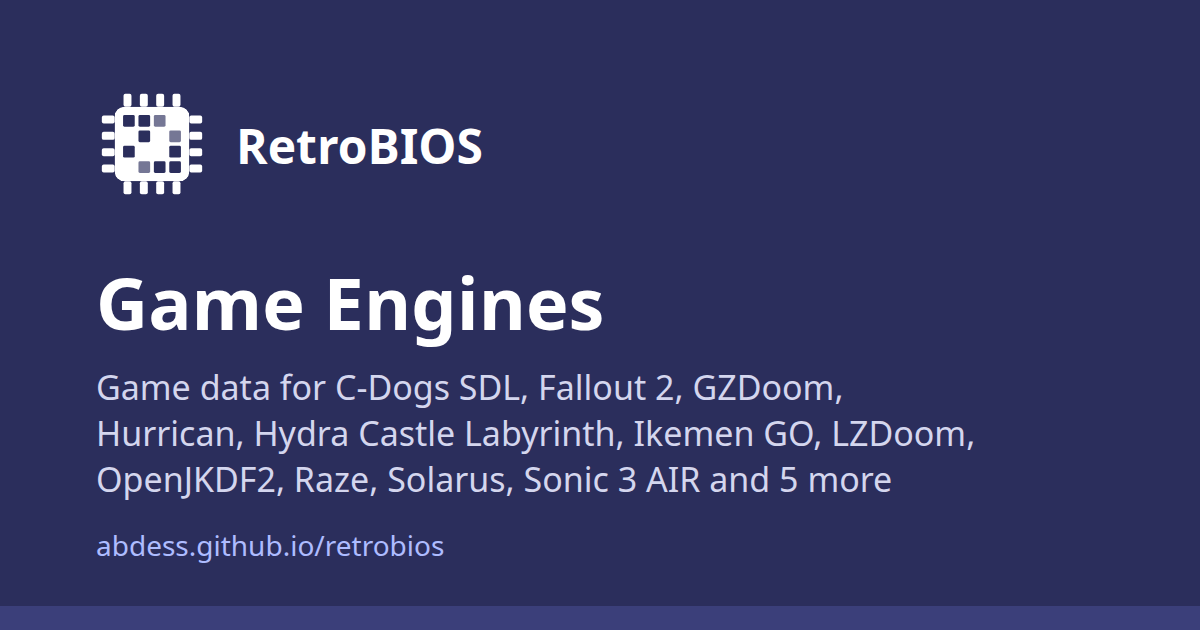 RetroBIOS
Game Engines
Game data for C-Dogs SDL, Fallout 2, GZDoom,
Hurrican, Hydra Castle Labyrinth, Ikemen GO, LZDoom,
OpenJKDF2, Raze, Solarus, Sonic 3 AIR and 5 more
abdess.github.io/retrobios